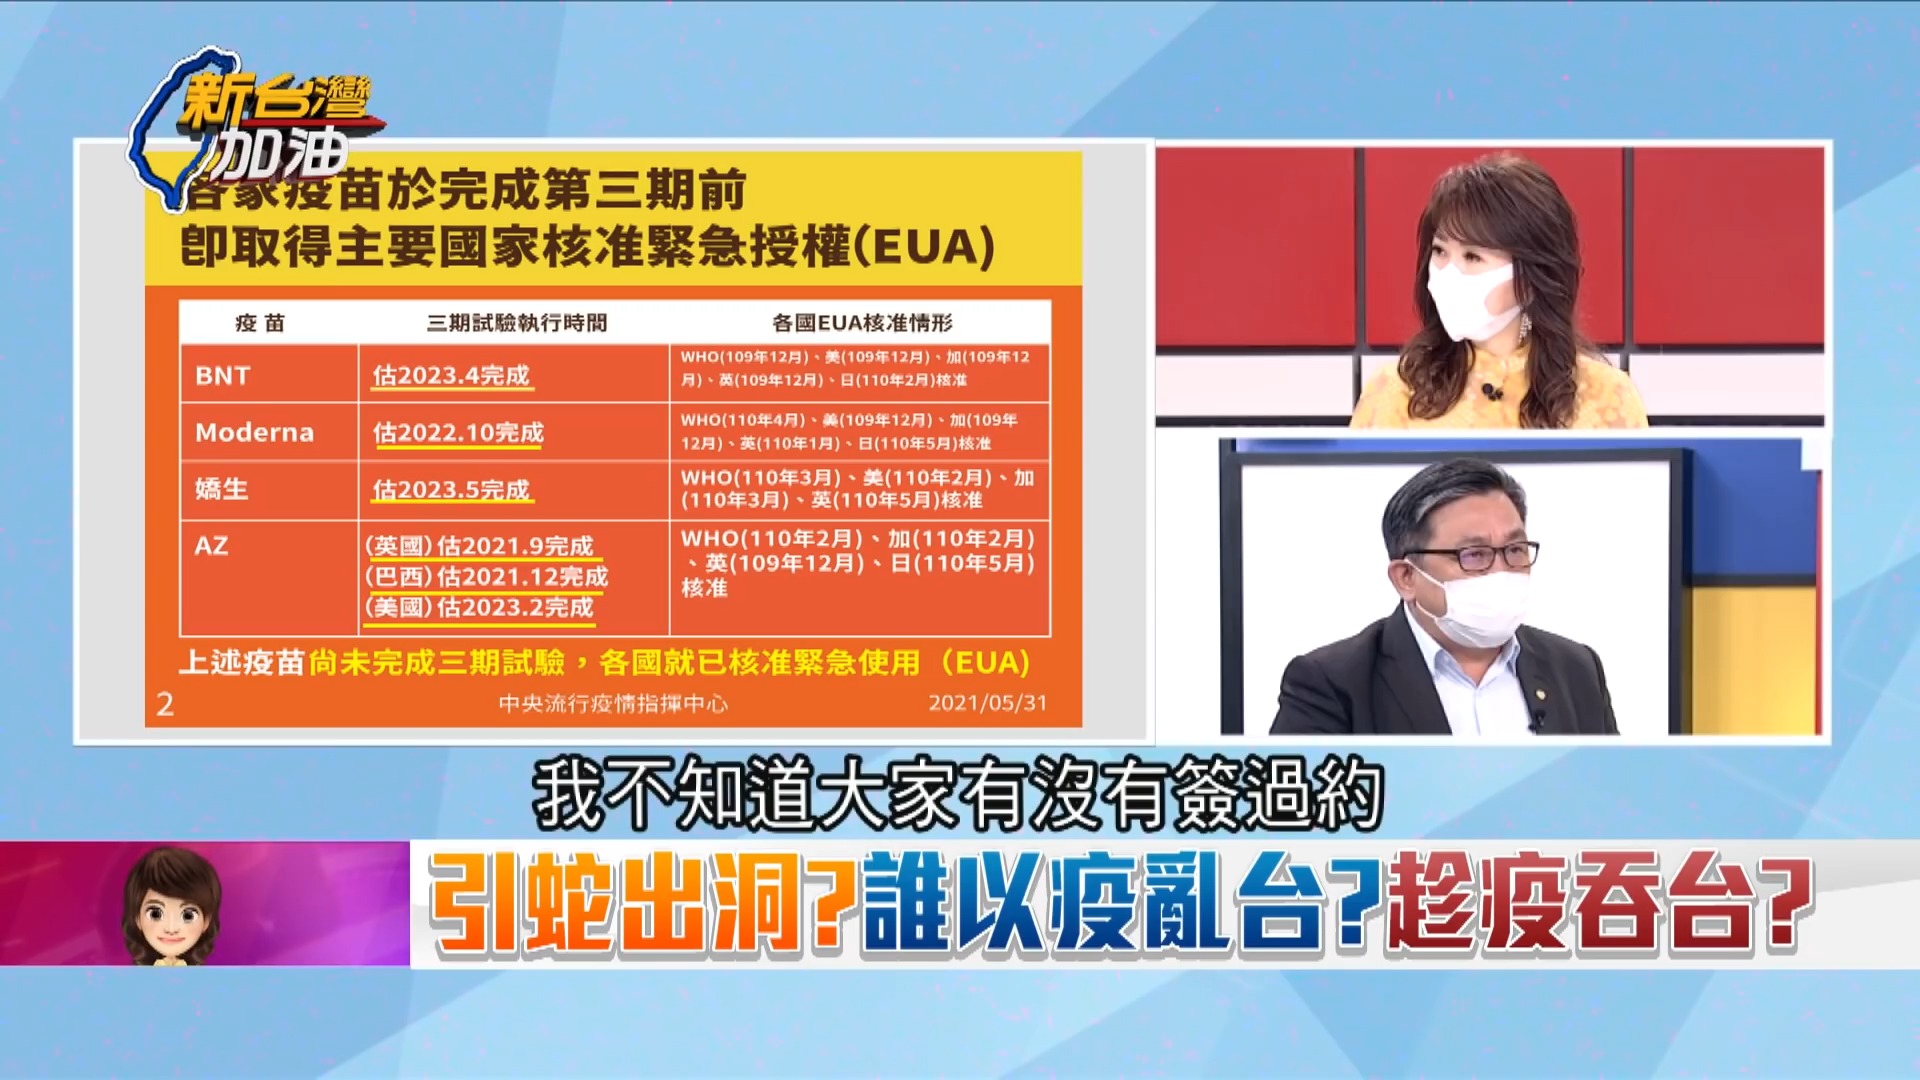 新台灣
加油
各家疫苗於完成第三期前
即取得主要國家核准緊急授權(EUA)
疫苗
三期試驗執行時間
各國EUA核准情形
BNT
估2023.4完成
WHO(109年12月)、美(109年12月)、加(109年12
月)、英(109年12月)、日(110年2月)核准
Moderna
估2022.10完成
WHO(110年4月)、美(109年12月)、加(109年
12月)、英(110年1月)、日(110年5月)核准
嬌生
估2023.5完成
WHO(110年3月)、美(110年2月)、加
(110年3月)、英(110年5月)核准
AZ
(英國)估2021.9完成
(巴西)估2021.12完成
(美國)估2023.2完成
WHO(110年2月)、加(110年2月)
、英(109年12月)、日(110年5月)
核准
上述疫苗尚未完成三期試驗，各國就已核准緊急使用（EUA)
2
中央流行疫情指揮中心
2021/05/31
我不知道大家有沒有簽過約
引蛇出洞?誰以疫亂台?趁疫吞台?